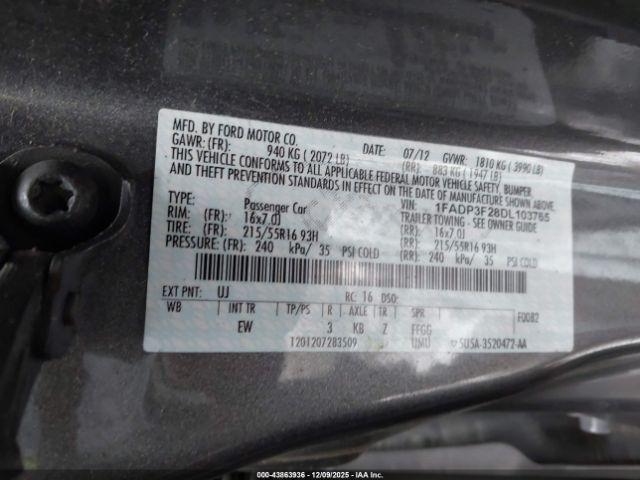 MFD. BY FORD MOTOR CO.
DATE: 07/12 GVWR: 1810 KG ( 3990 LB)
GAWR: (FR): 940 KG ( 2072 LB) (RR): 883 KG ( 1947 LB)
THIS VEHICLE CONFORMS TO ALL APPLICABLE FEDERAL MOTOR VEHICLE SAFETY, BUMPER
AND THEFT PREVENTION STANDARDS IN EFFECT ON THE DATE OF MANUFACTURE SHOWN ABOVE.
VIN: 1FADP3F28DL103765
TYPE: Passenger Car TRAILER TOWING - SEE OWNER GUIDE
RIM: (FR): 16x7.0J (RR): 16x7.0J
TIRE: (FR): 215/55R16 93H (RR): 215/55R16 93H
PRESSURE: (FR): 240 kPa/ 35 PSI COLD (RR): 240 kPa/ 35 PSI COLD
EXT PNT: UJ RC: 16 DSO: F0082
WB INT TR TP/PS R AXLE TR SPR
EW 3 KB Z FFGG
1201207283509 UMU 5U5A-3520472-AA
000-43863936 - 12/09/2025 - IAA Inc.